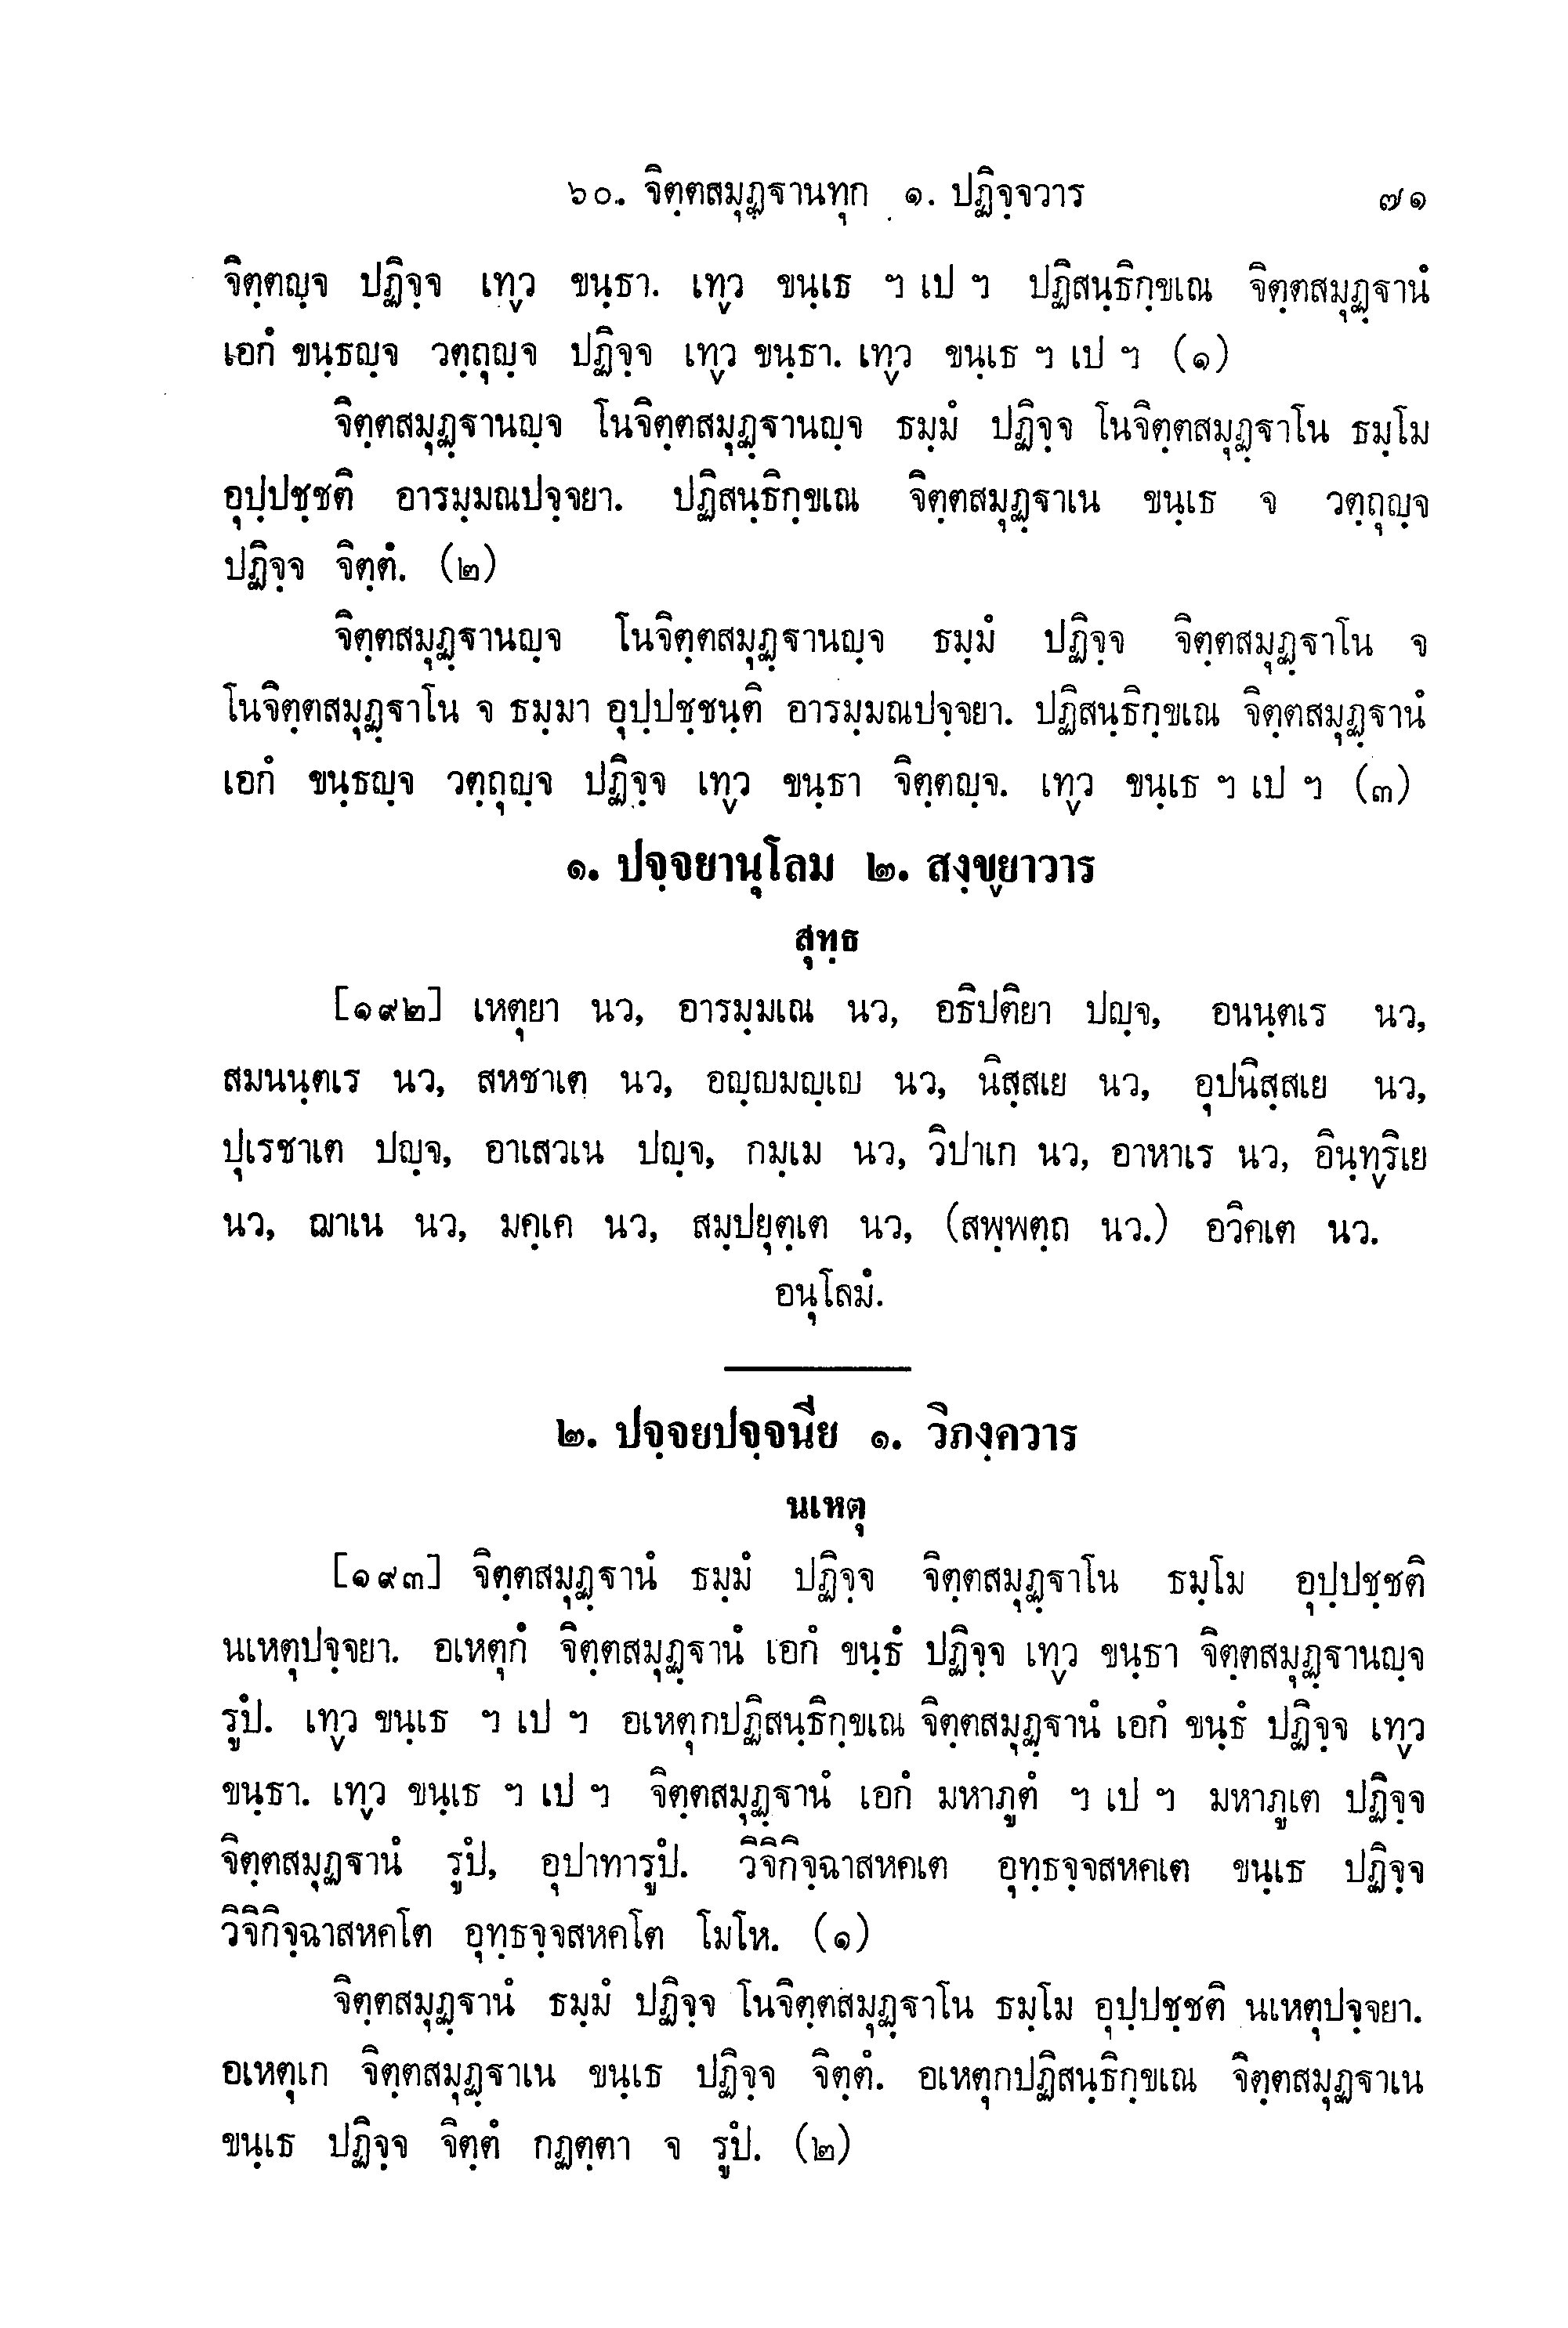 ๖๐. จิตฺตสมุฏฺฐานทุก ๑. ปฏิจฺจวาร ๗๑
จิตฺตญฺจ ปฏิจฺจ เทฺว ขนฺธา. เทฺว ขนฺเธ ฯ เป ฯ ปฏิสนฺธิกฺขเณ จิตฺตสมุฏฺฐานํ
เอกํ ขนฺธญฺจ วตฺถุญฺจ ปฏิจฺจ เทฺว ขนฺธา. เทฺว ขนฺเธ ฯ เป ฯ (๑)
จิตฺตสมุฏฺฐานญฺจ โนจิตฺตสมุฏฺฐานญฺจ ธมฺมํ ปฏิจฺจ โนจิตฺตสมุฏฺฐาโน ธมฺโม
อุปฺปชฺชติ อารมฺมณปจฺจยา. ปฏิสนฺธิกฺขเณ จิตฺตสมุฏฺฐาเน ขนฺเธ จ วตฺถุญฺจ
ปฏิจฺจ จิตฺตํ. (๒)
จิตฺตสมุฏฺฐานญฺจ โนจิตฺตสมุฏฺฐานญฺจ ธมฺมํ ปฏิจฺจ จิตฺตสมุฏฺฐาโน จ
โนจิตฺตสมุฏฺฐาโน จ ธมฺมา อุปฺปชฺชนฺติ อารมฺมณปจฺจยา. ปฏิสนฺธิกฺขเณ จิตฺตสมุฏฺฐานํ
เอกํ ขนฺธญฺจ วตฺถุญฺจ ปฏิจฺจ เทฺว ขนฺธา จิตฺตญฺจ. เทฺว ขนฺเธ ฯ เป ฯ (๓)
๑. ปจฺจยานุโลม ๒. สงฺขฺยาวาร
สุทฺธ
[๑๙๒] เหตุยา นว, อารมฺมเณ นว, อธิปติยา ปญฺจ, อนนฺตเร นว,
สมนนฺตเร นว, สหชาเต นว, อญฺญมญฺเญ นว, นิสฺสเย นว, อุปนิสฺสเย นว,
ปุเรชาเต ปญฺจ, อาเสวเน ปญฺจ, กมฺเม นว, วิปาเก นว, อาหาเร นว, อินฺทฺริเย
นว, ฌาเน นว, มคฺเค นว, สมฺปยุตฺเต นว, (สพฺพตฺถ นว.) อวิคเต นว.
อนุโลมํ.
๒. ปจฺจยปจฺจนีย ๑. วิภงฺควาร
นเหตุ
[๑๙๓] จิตฺตสมุฏฺฐานํ ธมฺมํ ปฏิจฺจ จิตฺตสมุฏฺฐาโน ธมฺโม อุปฺปชฺชติ
นเหตุปจฺจยา. อเหตุกํ จิตฺตสมุฏฺฐานํ เอกํ ขนฺธํ ปฏิจฺจ เทฺว ขนฺธา จิตฺตสมุฏฺฐานญฺจ
รูปํ. เทฺว ขนฺเธ ฯ เป ฯ อเหตุกปฏิสนฺธิกฺขเณ จิตฺตสมุฏฺฐานํ เอกํ ขนฺธํ ปฏิจฺจ เทฺว
ขนฺธา. เทฺว ขนฺเธ ฯ เป ฯ จิตฺตสมุฏฺฐานํ เอกํ มหาภูตํ ฯ เป ฯ มหาภูเต ปฏิจฺจ
จิตฺตสมุฏฺฐานํ รูปํ, อุปาทารูปํ. วิจิกิจฺฉาสหคเต อุทฺธจฺจสหคเต ขนฺเธ ปฏิจฺจ
วิจิกิจฺฉาสหคโต อุทฺธจฺจสหคโต โมโห. (๑)
จิตฺตสมุฏฺฐานํ ธมฺมํ ปฏิจฺจ โนจิตฺตสมุฏฺฐาโน ธมฺโม อุปฺปชฺชติ นเหตุปจฺจยา.
อเหตุเก จิตฺตสมุฏฺฐาเน ขนฺเธ ปฏิจฺจ จิตฺตํ. อเหตุกปฏิสนฺธิกฺขเณ จิตฺตสมุฏฺฐาเน
ขนฺเธ ปฏิจฺจ จิตฺตํ กฏตฺตา จ รูปํ. (๒)